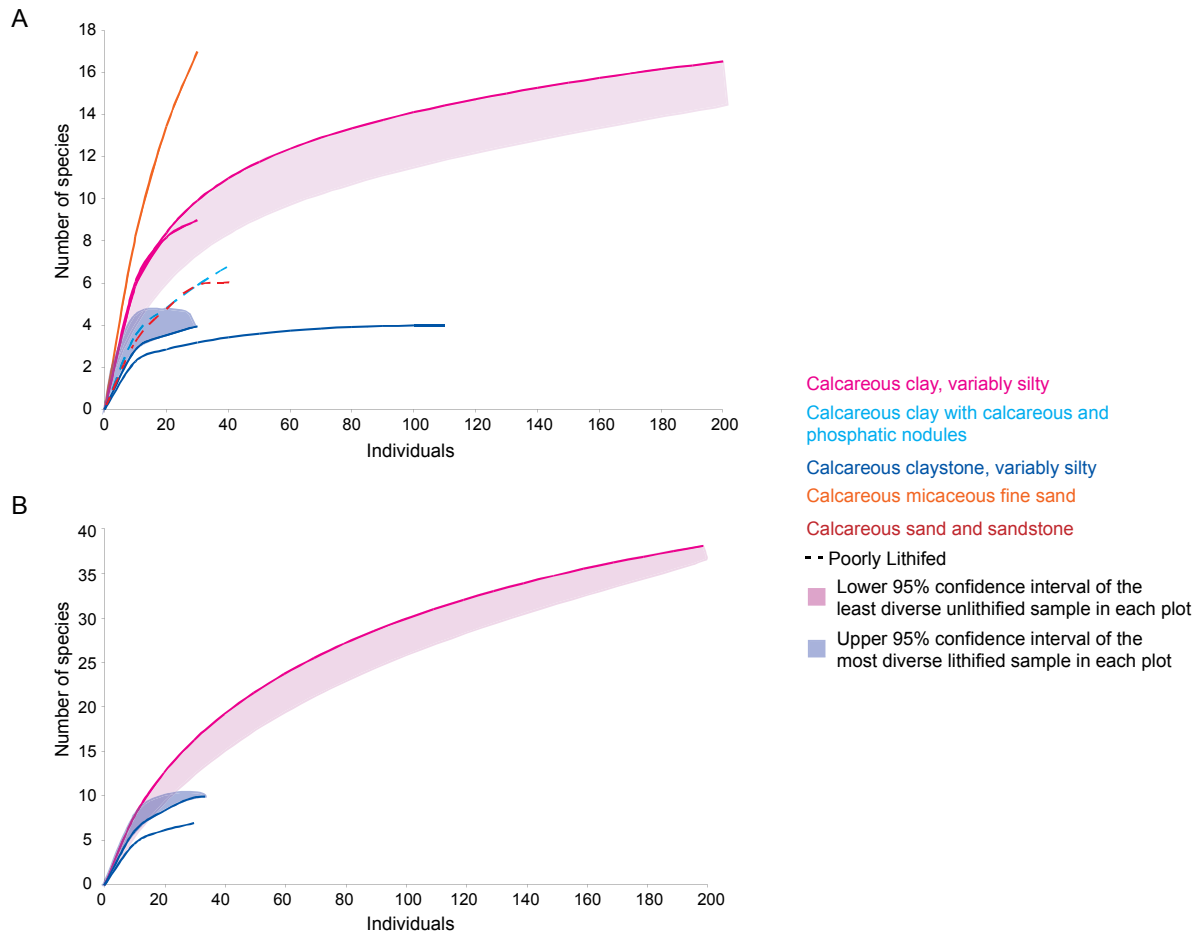 A
18
16
14
12
10
8
6
4
2
0
Number of species
0 20 40 60 80 100 120 140 160 180 200
Individuals
B
40
35
30
25
20
15
10
5
0
Number of species
0 20 40 60 80 100 120 140 160 180 200
Individuals
Calcareous clay, variably silty
Calcareous clay with calcareous and
phosphatic nodules
Calcareous claystone, variably silty
Calcareous micaceous fine sand
Calcareous sand and sandstone
Poorly Lithifed
Lower 95% confidence interval of the
least diverse unlithified sample in each plot
Upper 95% confidence interval of the
most diverse lithified sample in each plot